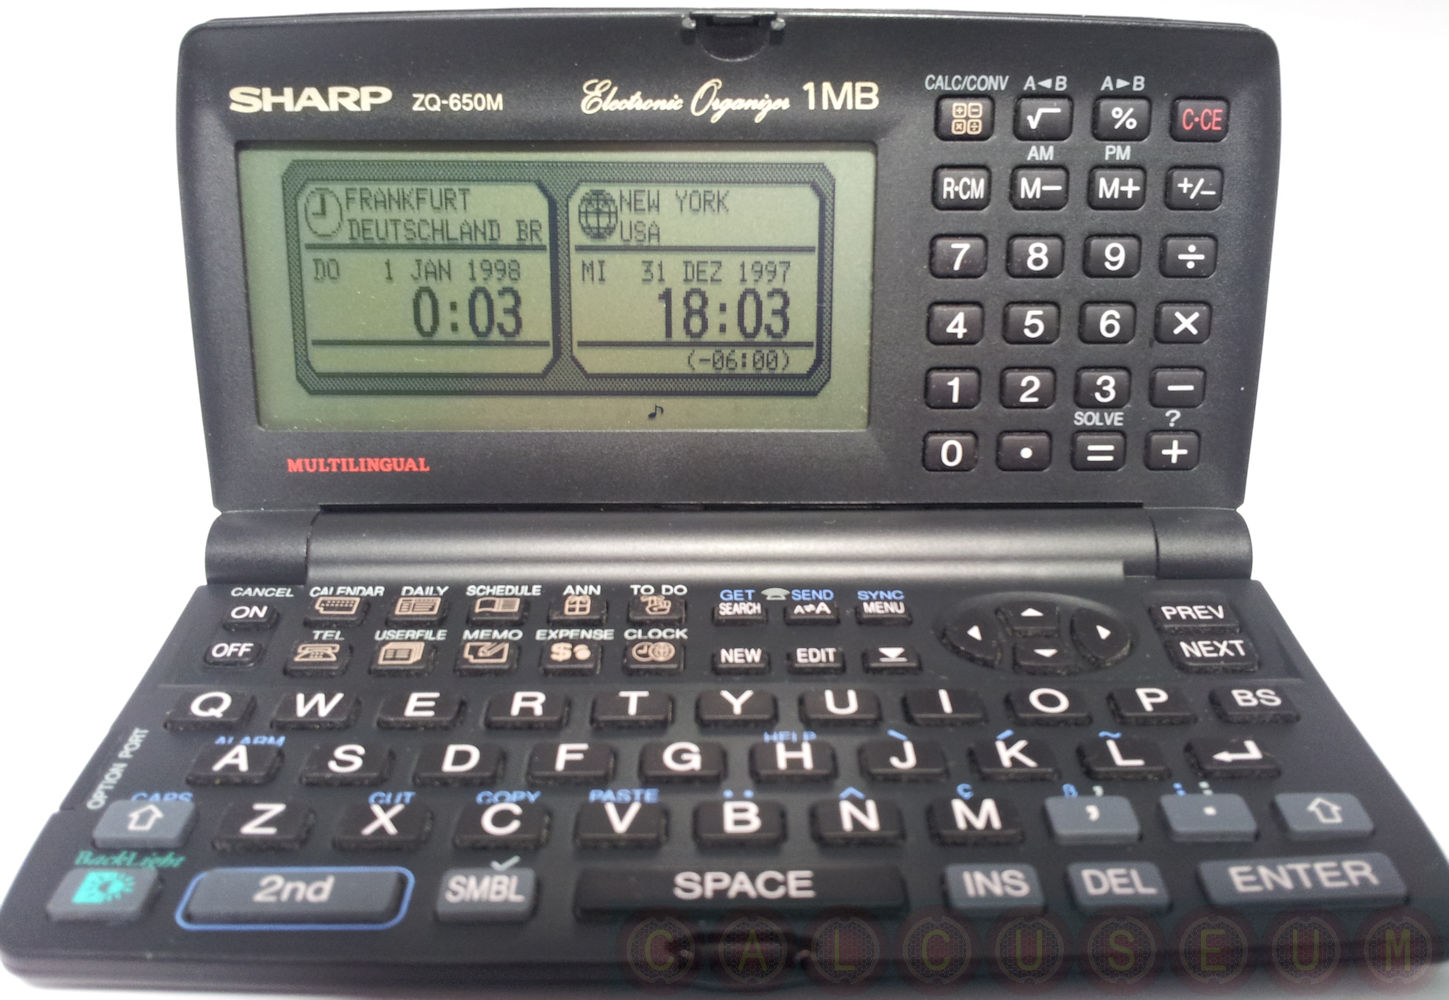 SHARP ZQ-650M Electronic Organizer 1MB
CALC/CONV A◄B A►B
√ % C·CE
AM PM
R·CM M− M+ +/−
7 8 9 ÷
4 5 6 ×
1 2 3 −
SOLVE ?
0 · = +
FRANKFURT
DEUTSCHLAND BR
DO 1 JAN 1998
0:03
NEW YORK
USA
MI 31 DEZ 1997
18:03
(-06:00)
♪
MULTILINGUAL
CANCEL CALENDAR DAILY SCHEDULE ANN TO DO GET SEND SYNC
ON SEARCH A⇄A MENU PREV
TEL USERFILE MEMO EXPENSE CLOCK
OFF NEW EDIT NEXT
Q W E R T Y U I O P BS
ALARM HELP ` ´ ~
A S D F G H J K L
OPTION PORT
CAPS CUT COPY PASTE ¨ ^ ç ß ' : ;
Z X C V B N M , .
BackLight
2nd SMBL SPACE INS DEL ENTER
CALCUSEUM